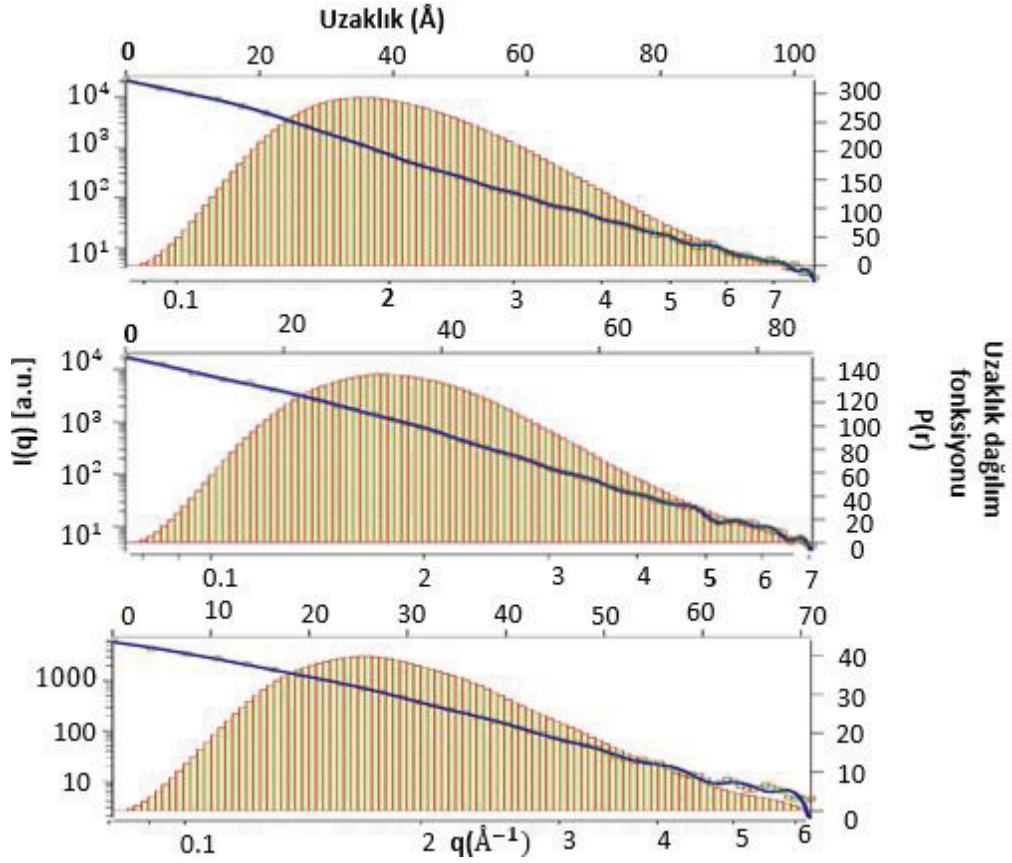 Uzaklık (Å)
0 20 40 60 80 100
10⁴ 10³ 10² 10¹
300 250 200 150 100 50 0
0.1 2 3 4 5 6 7
0 20 40 60 80
10⁴ 10³ 10² 10¹
140 120 100 80 60 40 20 0
0.1 2 3 4 5 6 7
I(q) [a.u.]
Uzaklık dağılım
fonksiyonu
P(r)
0 10 20 30 40 50 60 70
1000 100 10
40 30 20 10 0
0.1 2 q(Å⁻¹) 3 4 5 6